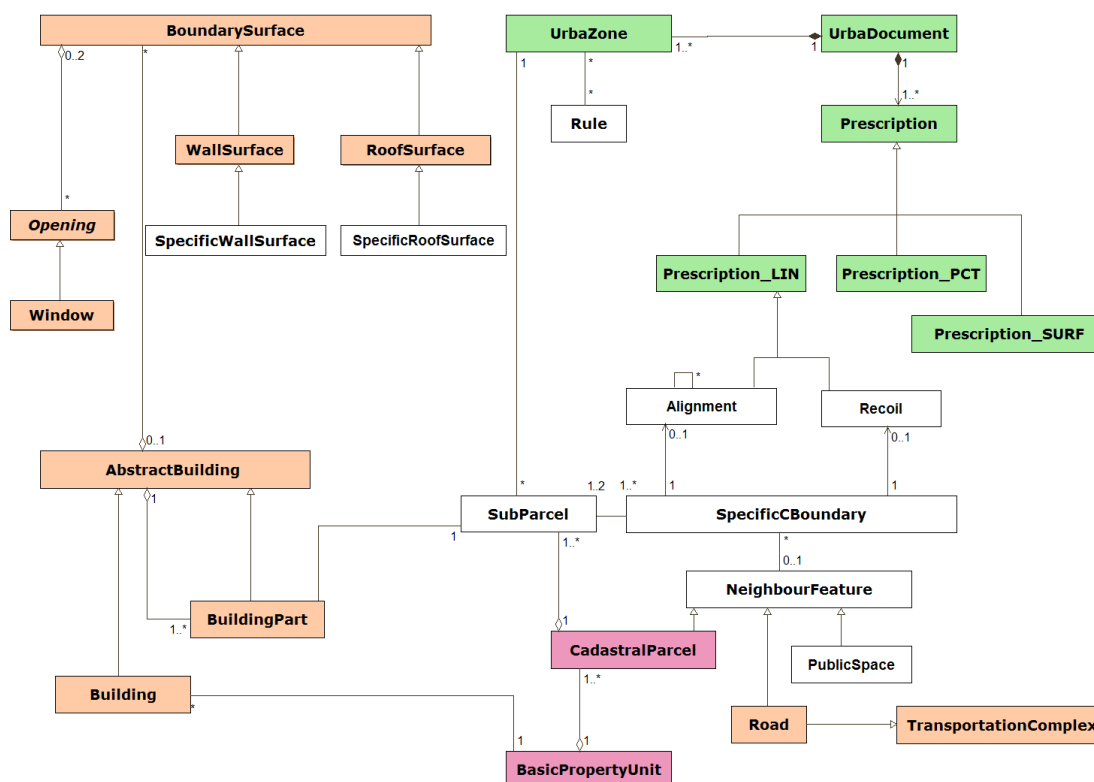 BoundarySurface
UrbaZone
UrbaDocument
0..2
*
1
*
1..*
1
1
*
1..*
Rule
Prescription
WallSurface
RoofSurface
*
Opening
SpecificWallSurface
SpecificRoofSurface
Prescription_LIN
Prescription_PCT
Window
Prescription_SURF
*
Alignment
Recoil
0..1
0..1
0..1
AbstractBuilding
1
*
1..2
1..*
1
1
SubParcel
SpecificCBoundary
1
1..*
*
0..1
NeighbourFeature
BuildingPart
1..*
1
CadastralParcel
PublicSpace
1..*
Building
*
Road
TransportationComplex
1
1
BasicPropertyUnit